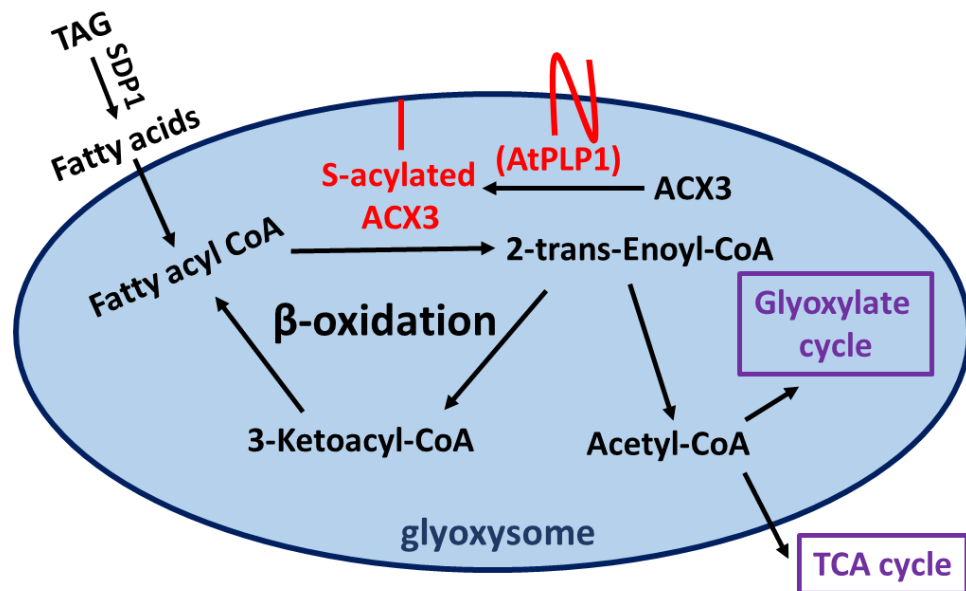 TAG
SDP1
Fatty acids
(AtPLP1)
S-acylated
ACX3
ACX3
Fatty acyl CoA
2-trans-Enoyl-CoA
β-oxidation
Glyoxylate
cycle
3-Ketoacyl-CoA
Acetyl-CoA
glyoxysome
TCA cycle